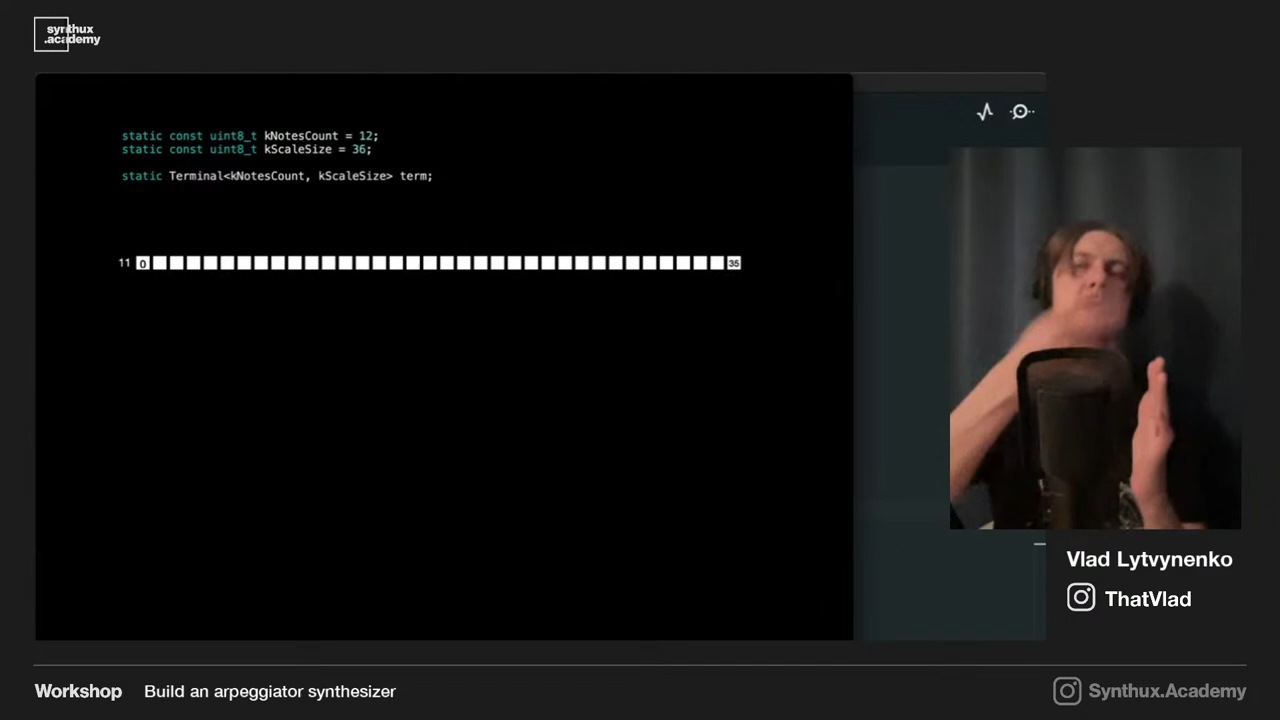 synthux
.academy
static const uint8_t kNotesCount = 12;
static const uint8_t kScaleSize = 36;
static Terminal<kNotesCount, kScaleSize> term;
11 0 35
Vlad Lytvynenko
ThatVlad
Workshop Build an arpeggiator synthesizer
Synthux.Academy